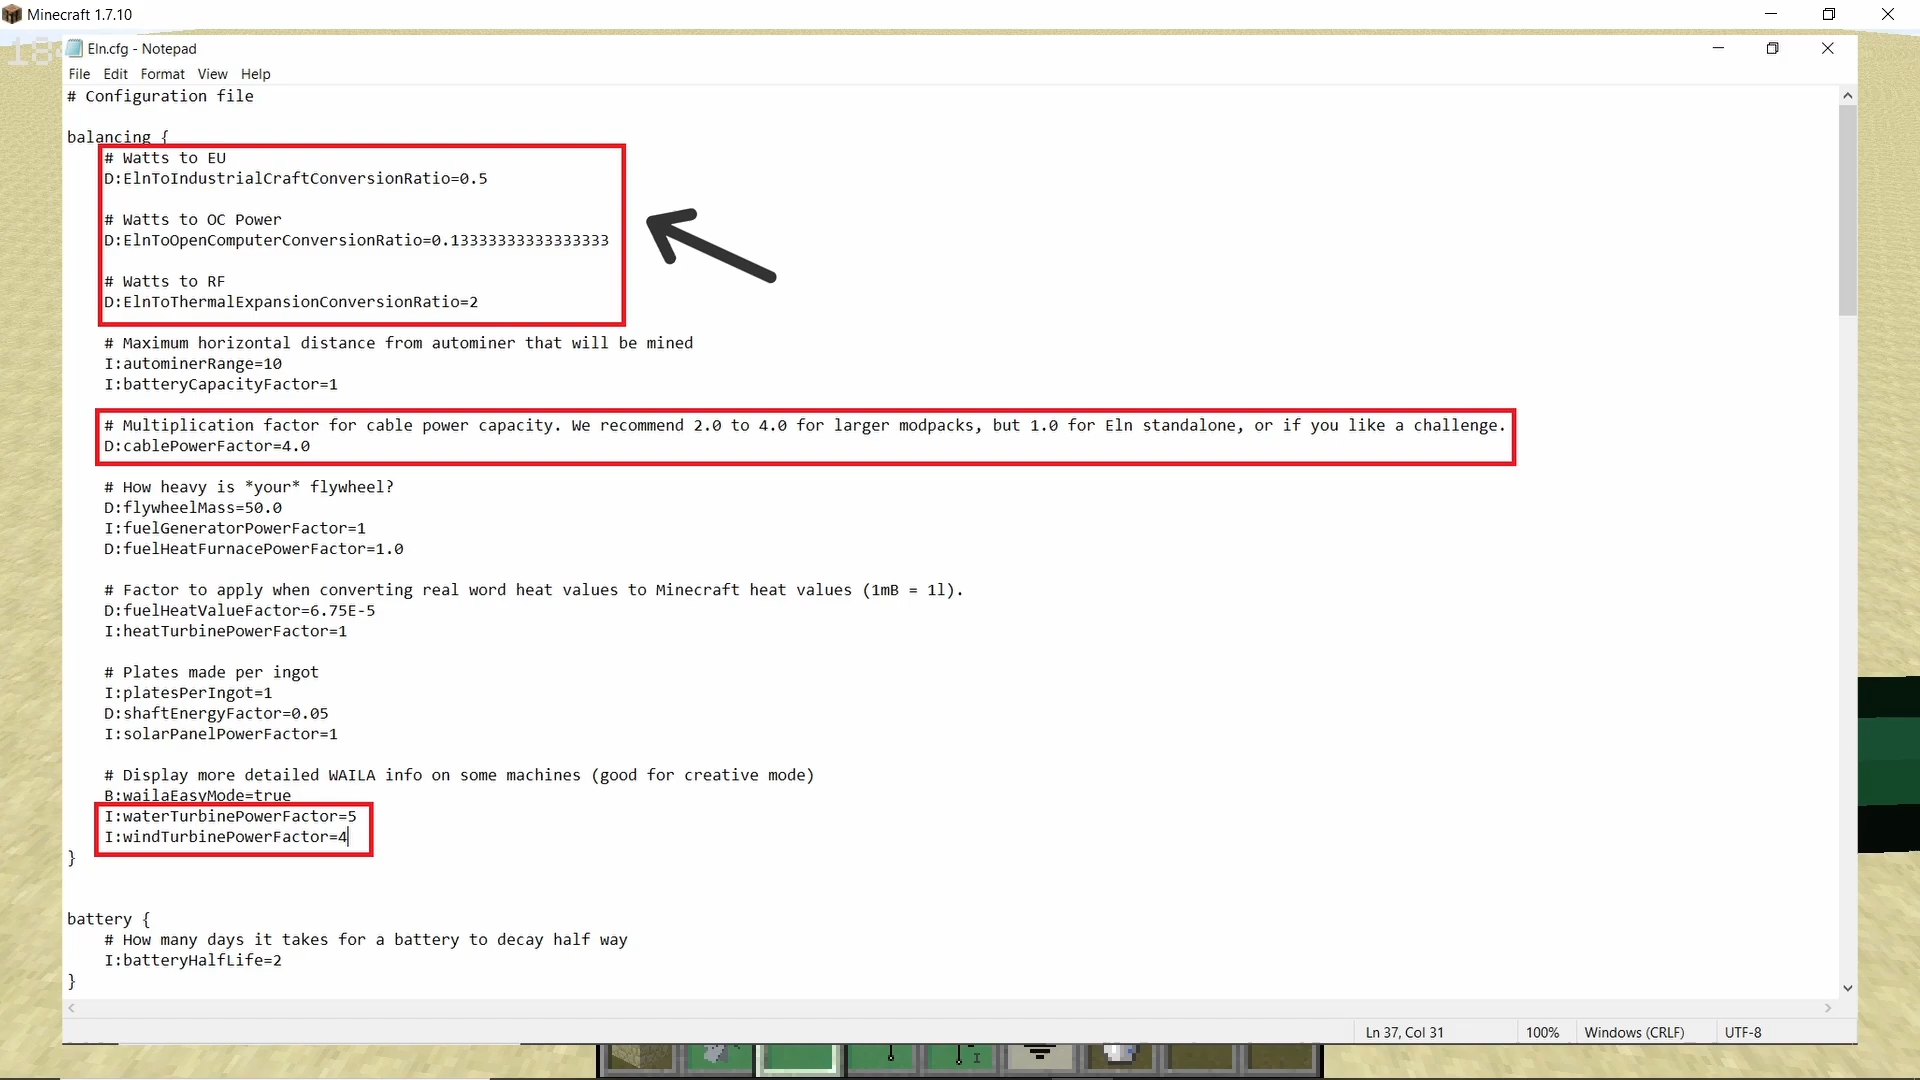 Minecraft 1.7.10
Eln.cfg - Notepad
File Edit Format View Help
# Configuration file
balancing {
# Watts to EU
D:ElnToIndustrialCraftConversionRatio=0.5
# Watts to OC Power
D:ElnToOpenComputerConversionRatio=0.13333333333333333
# Watts to RF
D:ElnToThermalExpansionConversionRatio=2
# Maximum horizontal distance from autominer that will be mined
I:autominerRange=10
I:batteryCapacityFactor=1
# Multiplication factor for cable power capacity. We recommend 2.0 to 4.0 for larger modpacks, but 1.0 for Eln standalone, or if you like a challenge.
D:cablePowerFactor=4.0
# How heavy is *your* flywheel?
D:flywheelMass=50.0
I:fuelGeneratorPowerFactor=1
D:fuelHeatFurnacePowerFactor=1.0
# Factor to apply when converting real word heat values to Minecraft heat values (1mB = 1l).
D:fuelHeatValueFactor=6.75E-5
I:heatTurbinePowerFactor=1
# Plates made per ingot
I:platesPerIngot=1
D:shaftEnergyFactor=0.05
I:solarPanelPowerFactor=1
# Display more detailed WAILA info on some machines (good for creative mode)
B:wailaEasyMode=true
I:waterTurbinePowerFactor=5
I:windTurbinePowerFactor=4
}
battery {
# How many days it takes for a battery to decay half way
I:batteryHalfLife=2
}
Ln 37, Col 31 100% Windows (CRLF) UTF-8